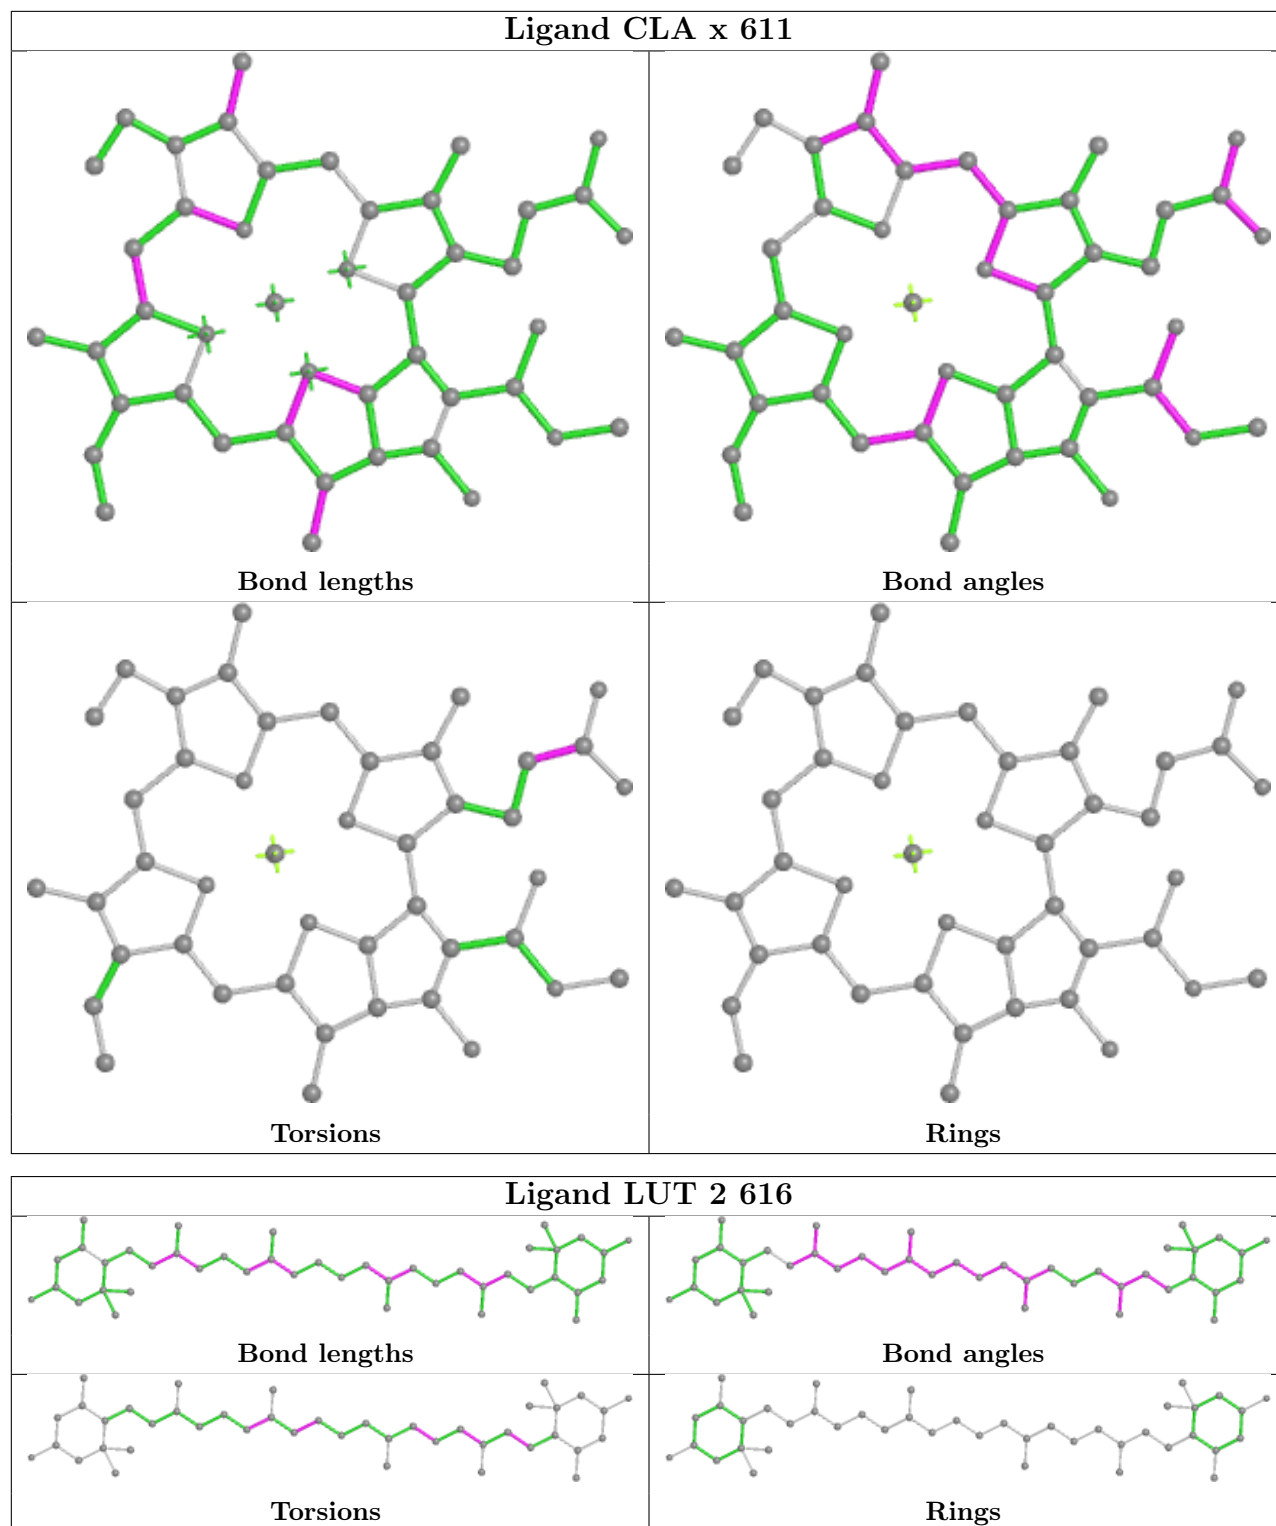 Ligand CLA x 611
Bond lengths
Bond angles
Torsions
Rings
Ligand LUT 2 616
Bond lengths
Bond angles
Torsions
Rings